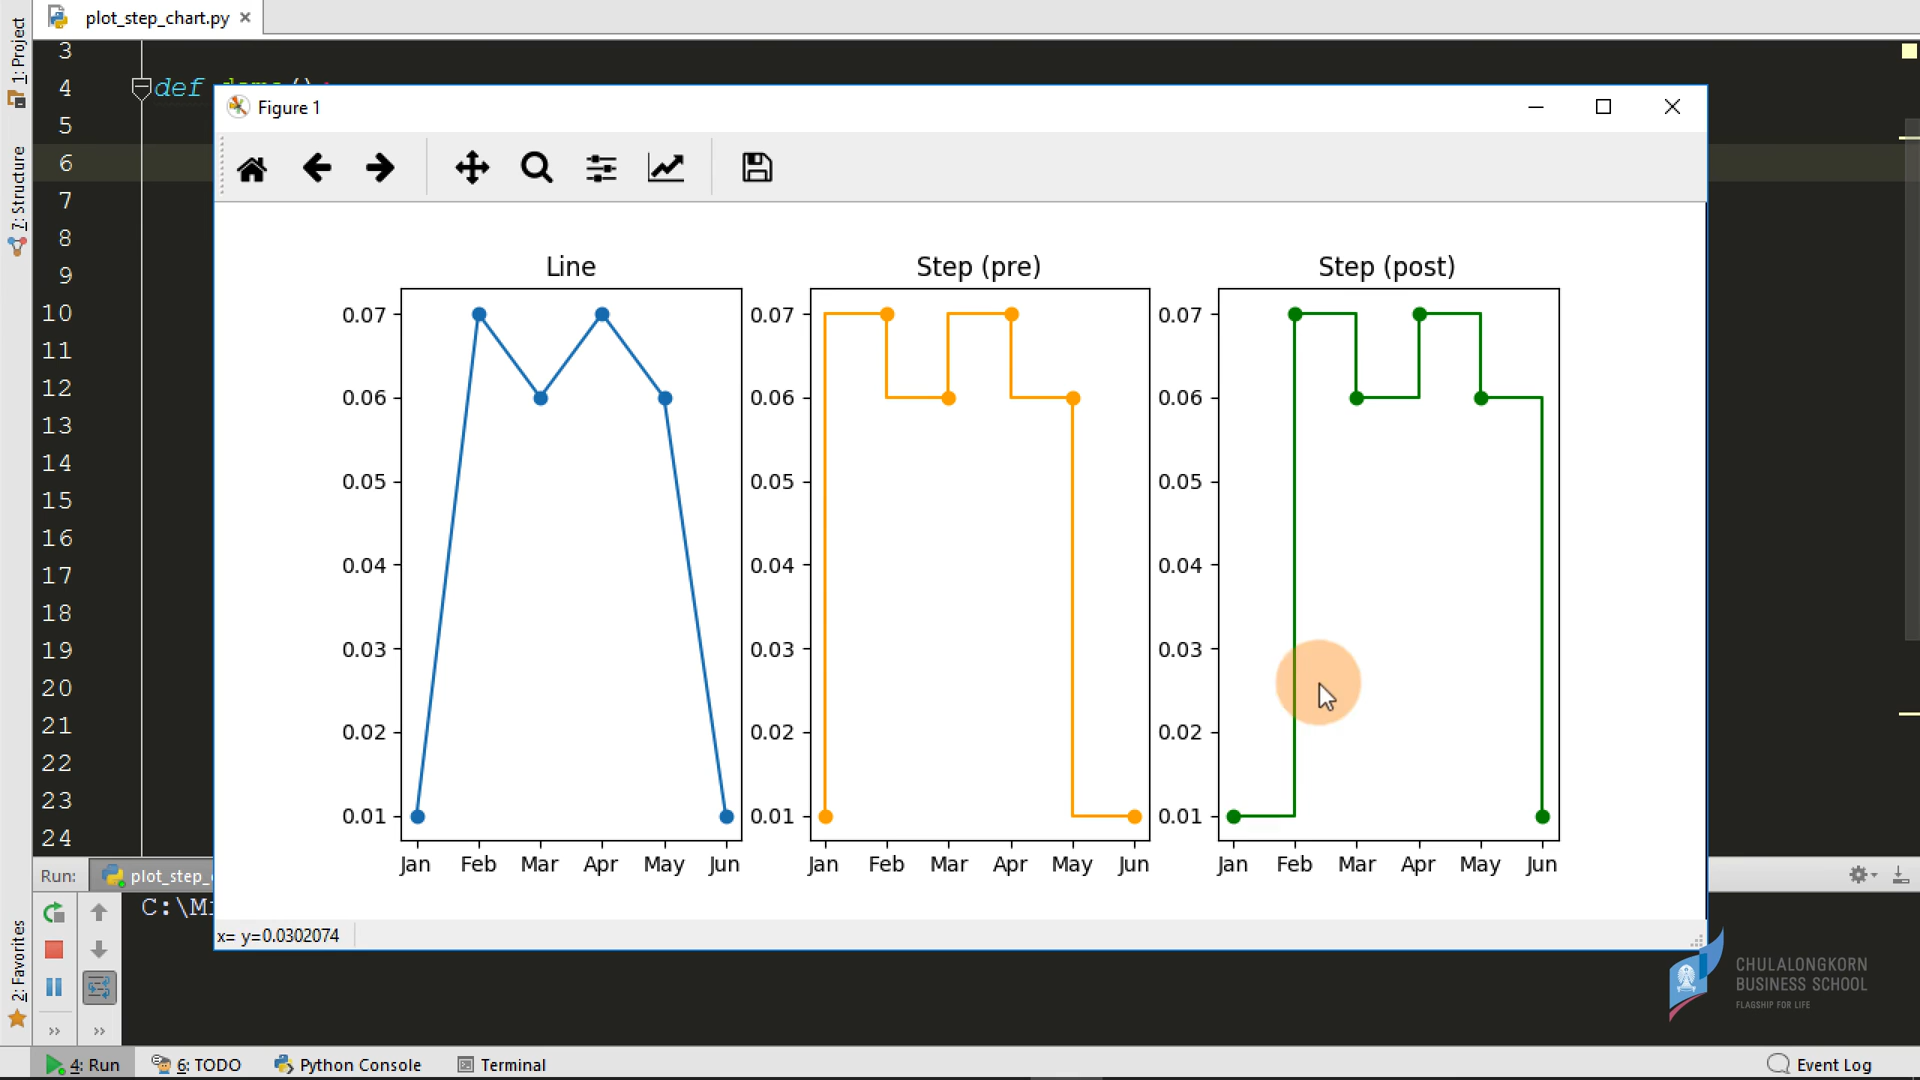 plot_step_chart.py
1: Project
7: Structure
2: Favorites
3
4 def demo():
5
6
7
8
9
10
11
12
13
14
15
16
17
18
19
20
21
22
23
24
Figure 1
Line
0.07
0.06
0.05
0.04
0.03
0.02
0.01
Jan Feb Mar Apr May Jun
Step (pre)
0.07
0.06
0.05
0.04
0.03
0.02
0.01
Jan Feb Mar Apr May Jun
Step (post)
0.07
0.06
0.05
0.04
0.03
0.02
0.01
Jan Feb Mar Apr May Jun
x= y=0.0302074
Run: plot_step_
C:\Mi
CHULALONGKORN
BUSINESS SCHOOL
FLAGSHIP FOR LIFE
4: Run 6: TODO Python Console Terminal Event Log